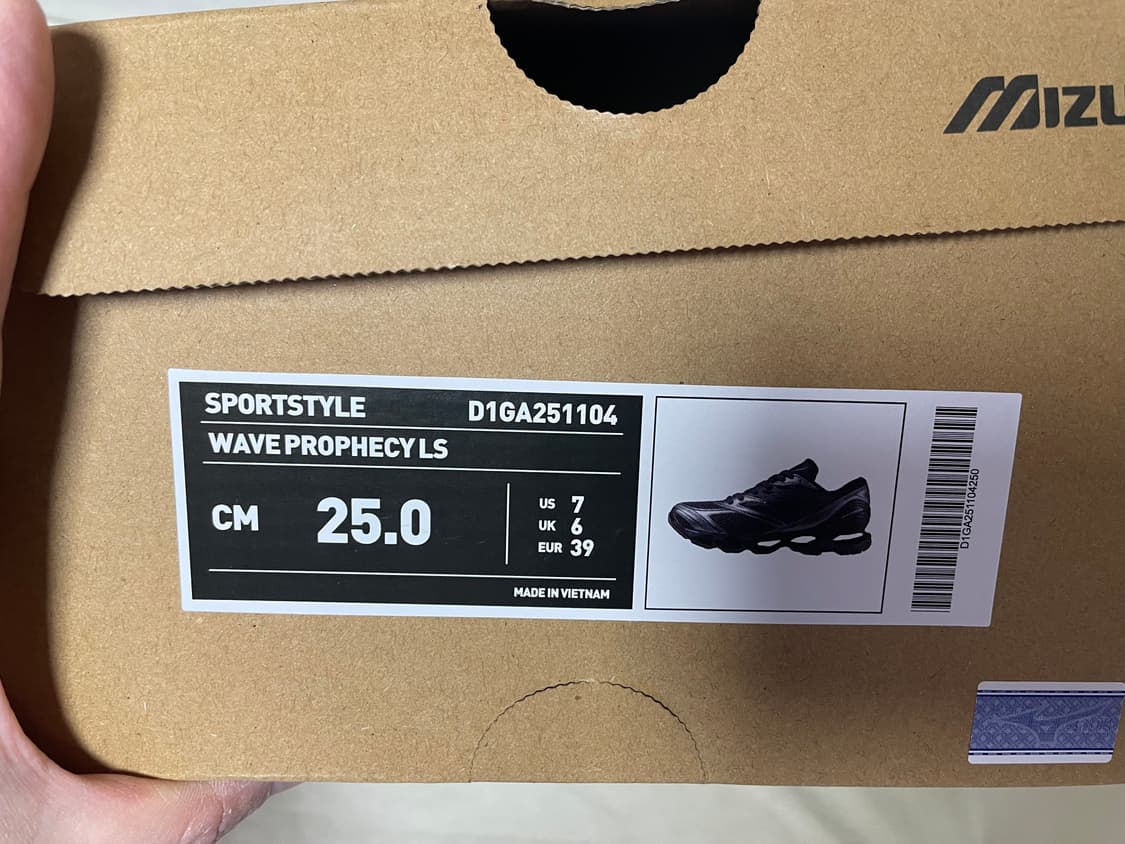 MIZU
SPORTSTYLE D1GA251104
WAVE PROPHECY LS
CM 25.0
US 7
UK 6
EUR 39
MADE IN VIETNAM
D1GA251104250